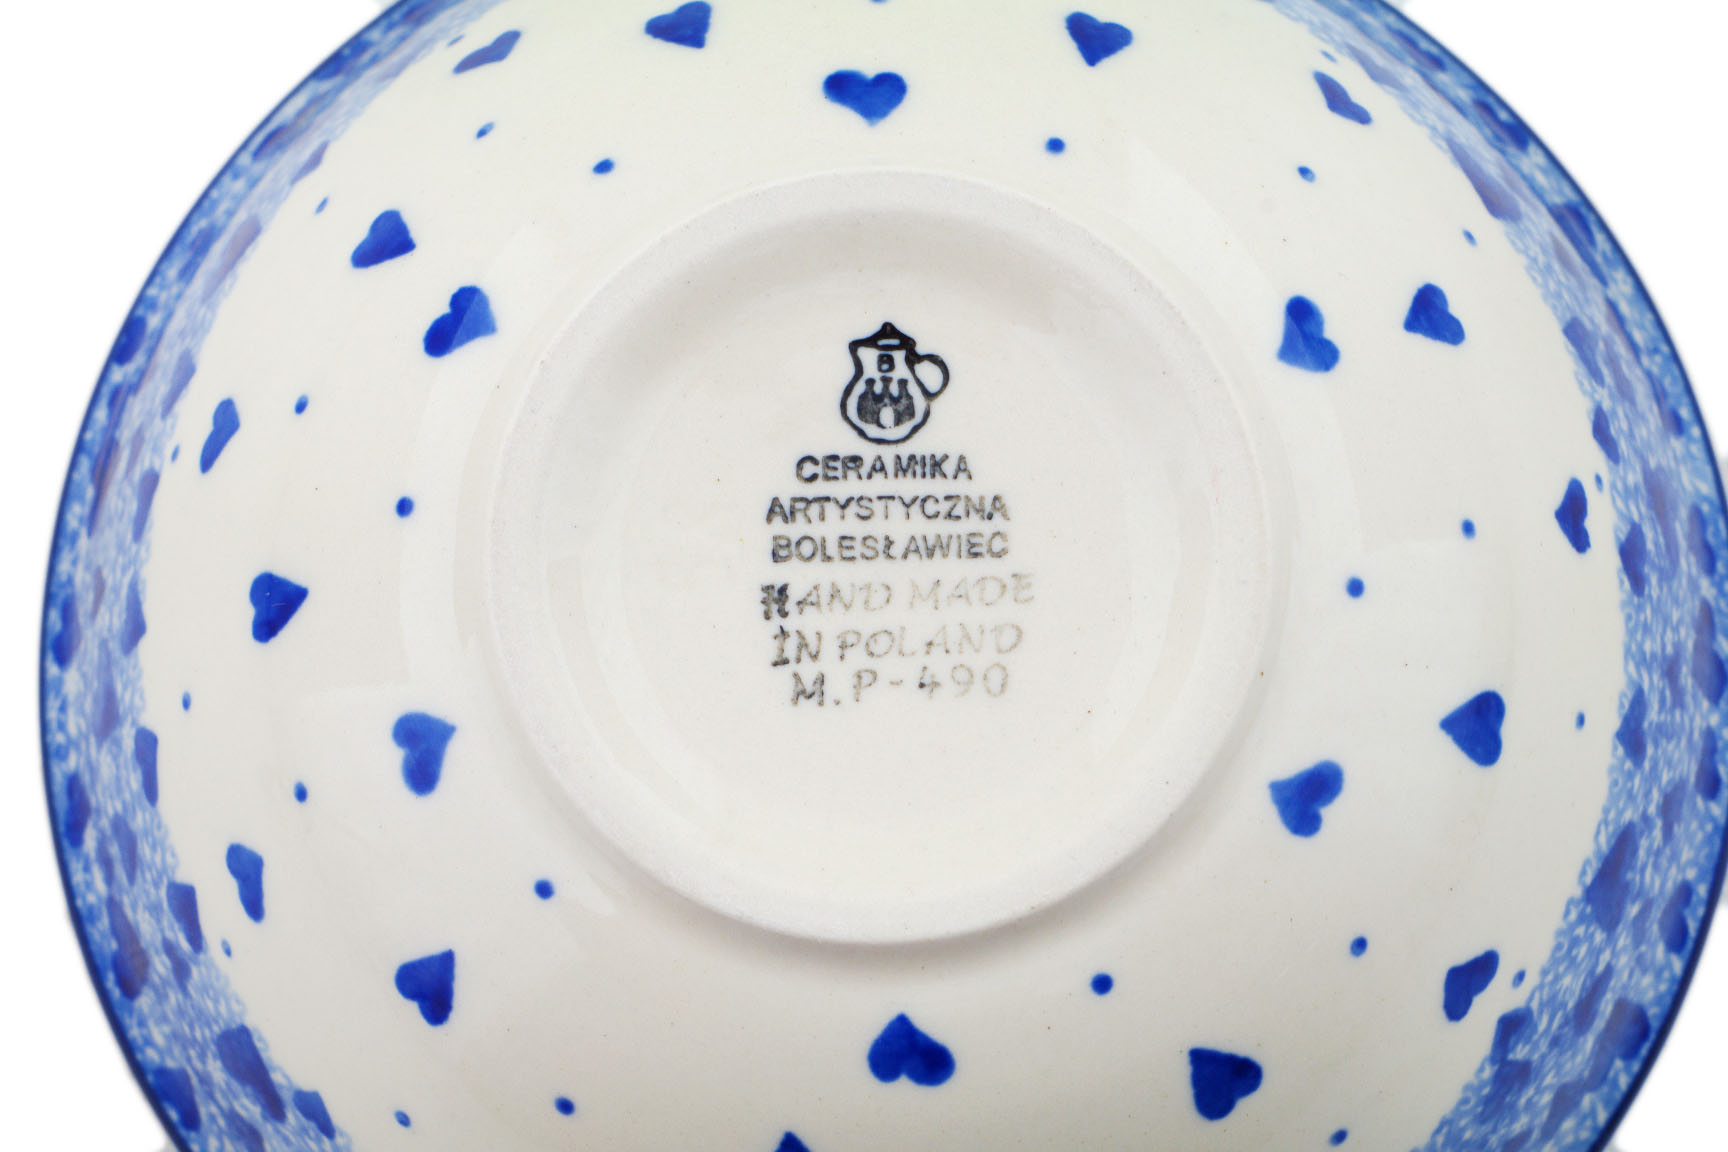 B
CERAMIKA
ARTYSTYCZNA
BOLESŁAWIEC
HAND MADE
IN POLAND
M.P-490